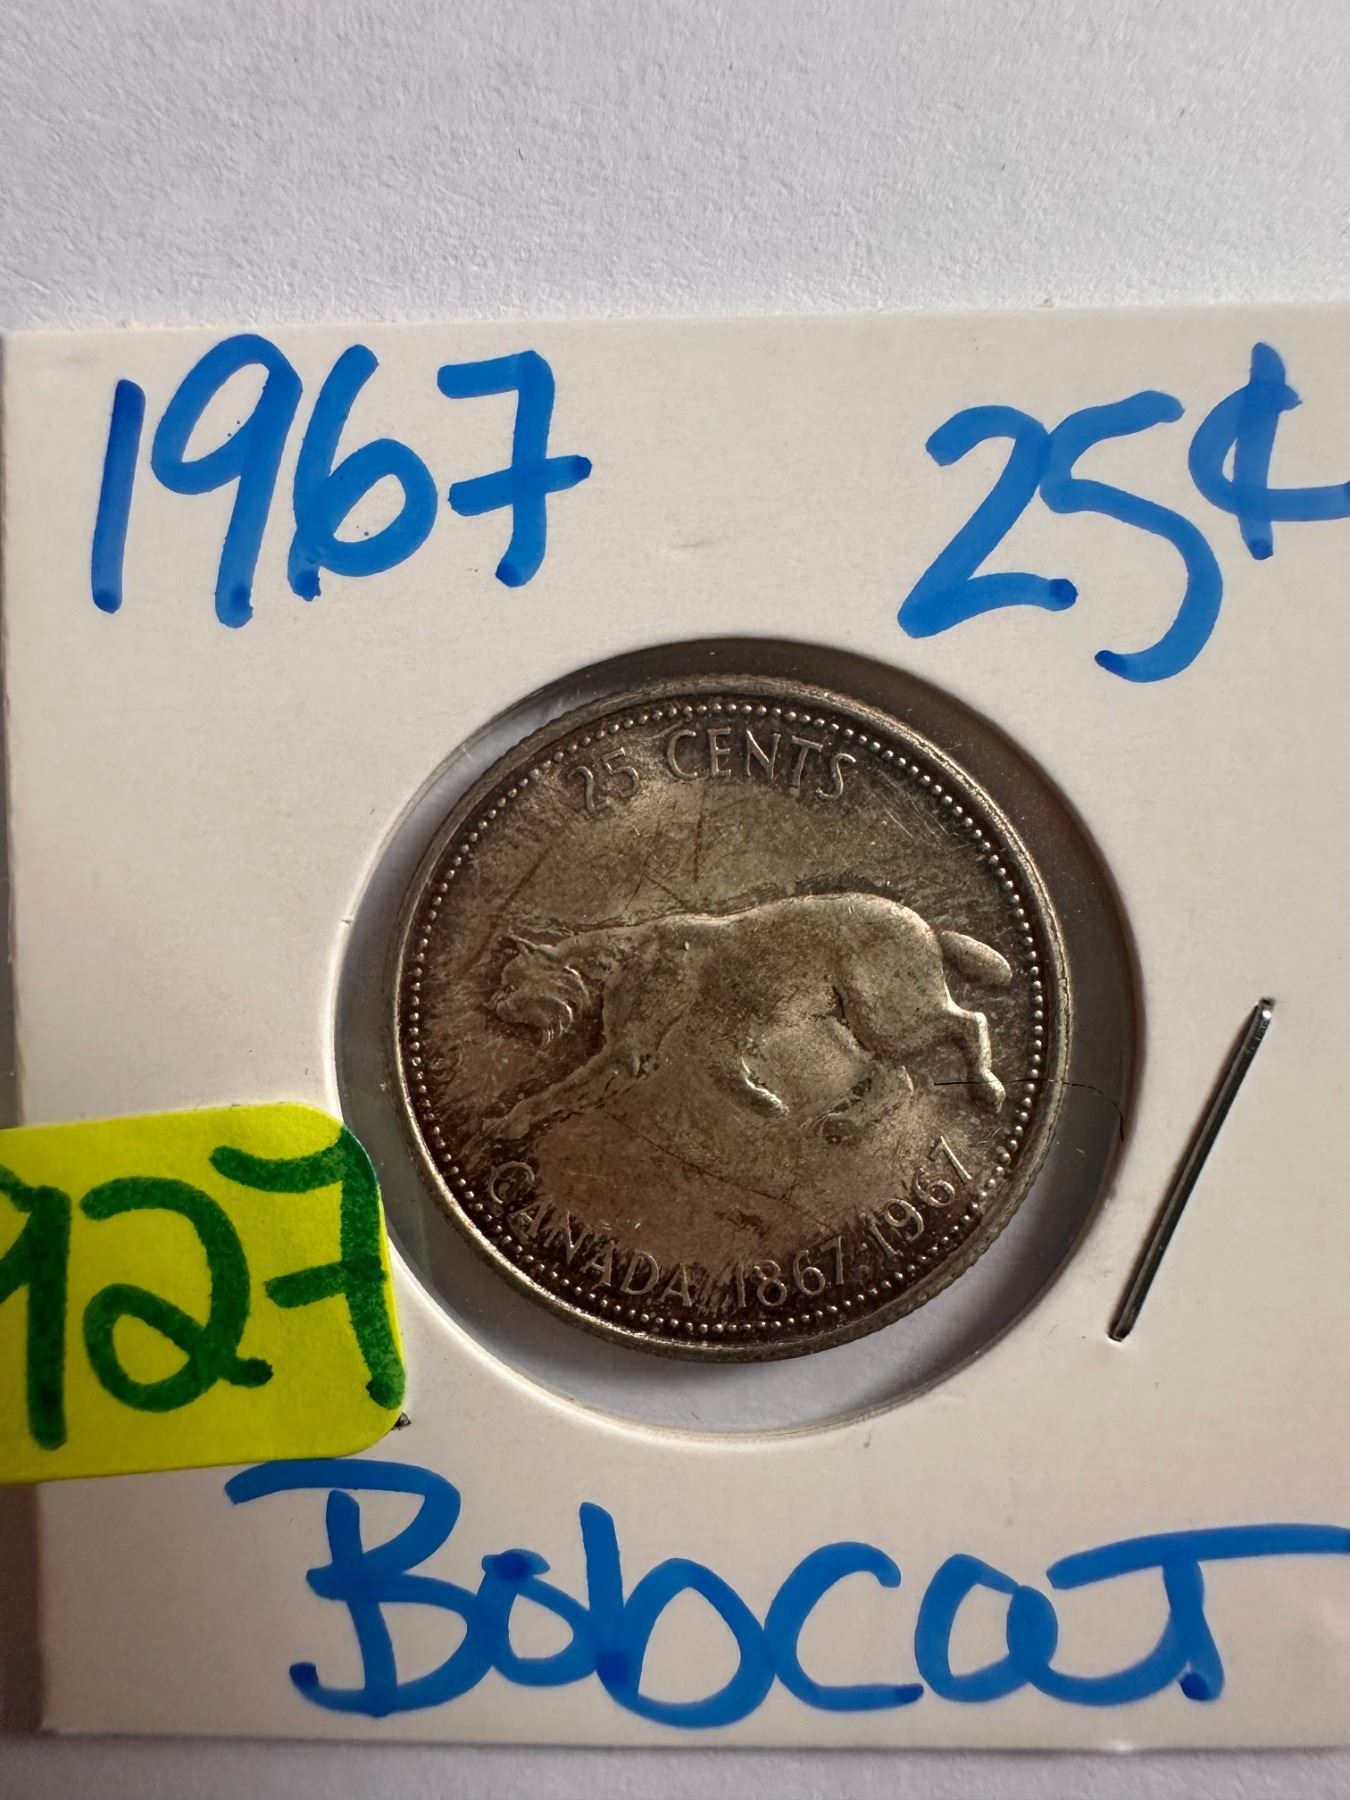 1967 25¢
25 CENTS
CANADA 1867-1967
927
Bobcat